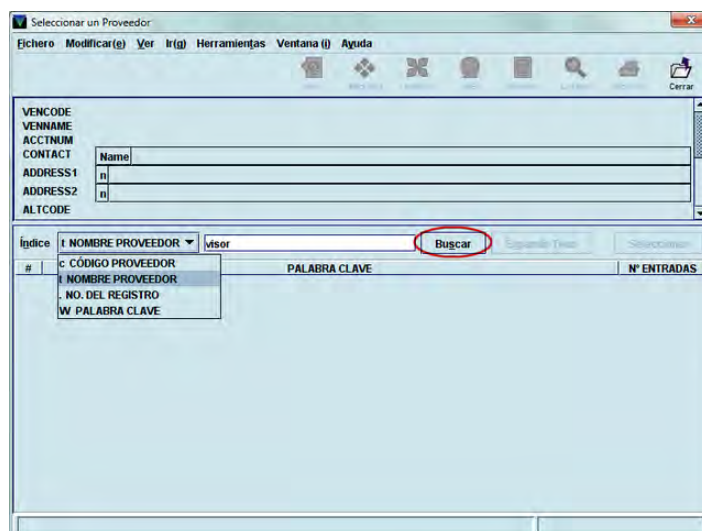 Seleccionar un Proveedor
Fichero Modificar(e) Ver Ir(g) Herramientas Ventana (i) Ayuda
Cerrar
VENCODE
VENNAME
ACCTNUM
CONTACT Name
ADDRESS1 n
ADDRESS2 n
ALTCODE
Índice t NOMBRE PROVEEDOR visor Buscar
# PALABRA CLAVE Nº ENTRADAS
c CÓDIGO PROVEEDOR
t NOMBRE PROVEEDOR
. NO. DEL REGISTRO
W PALABRA CLAVE